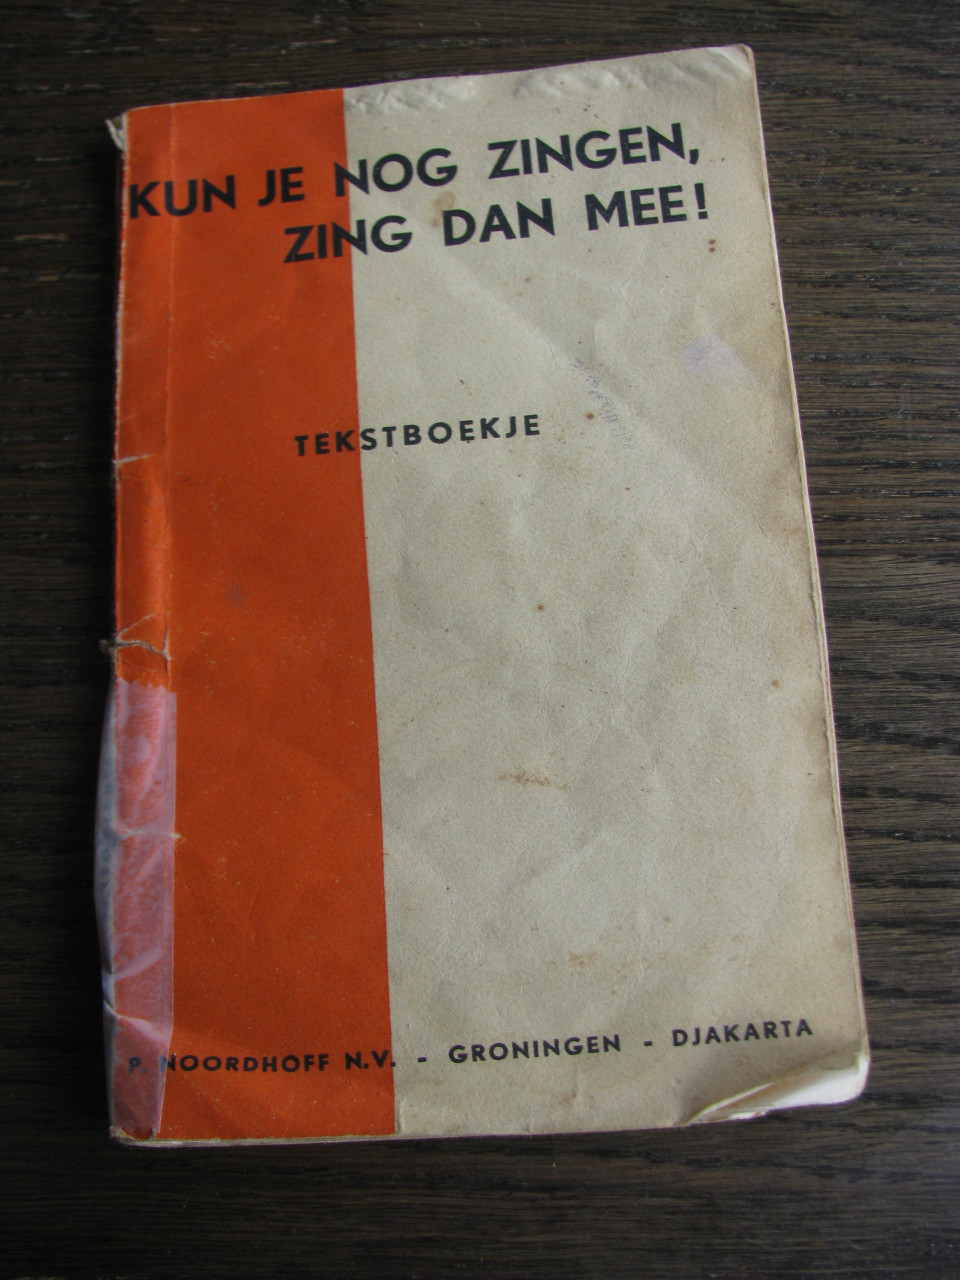 KUN JE NOG ZINGEN,
ZING DAN MEE!
TEKSTBOEKJE
P. NOORDHOFF N.V. - GRONINGEN - DJAKARTA